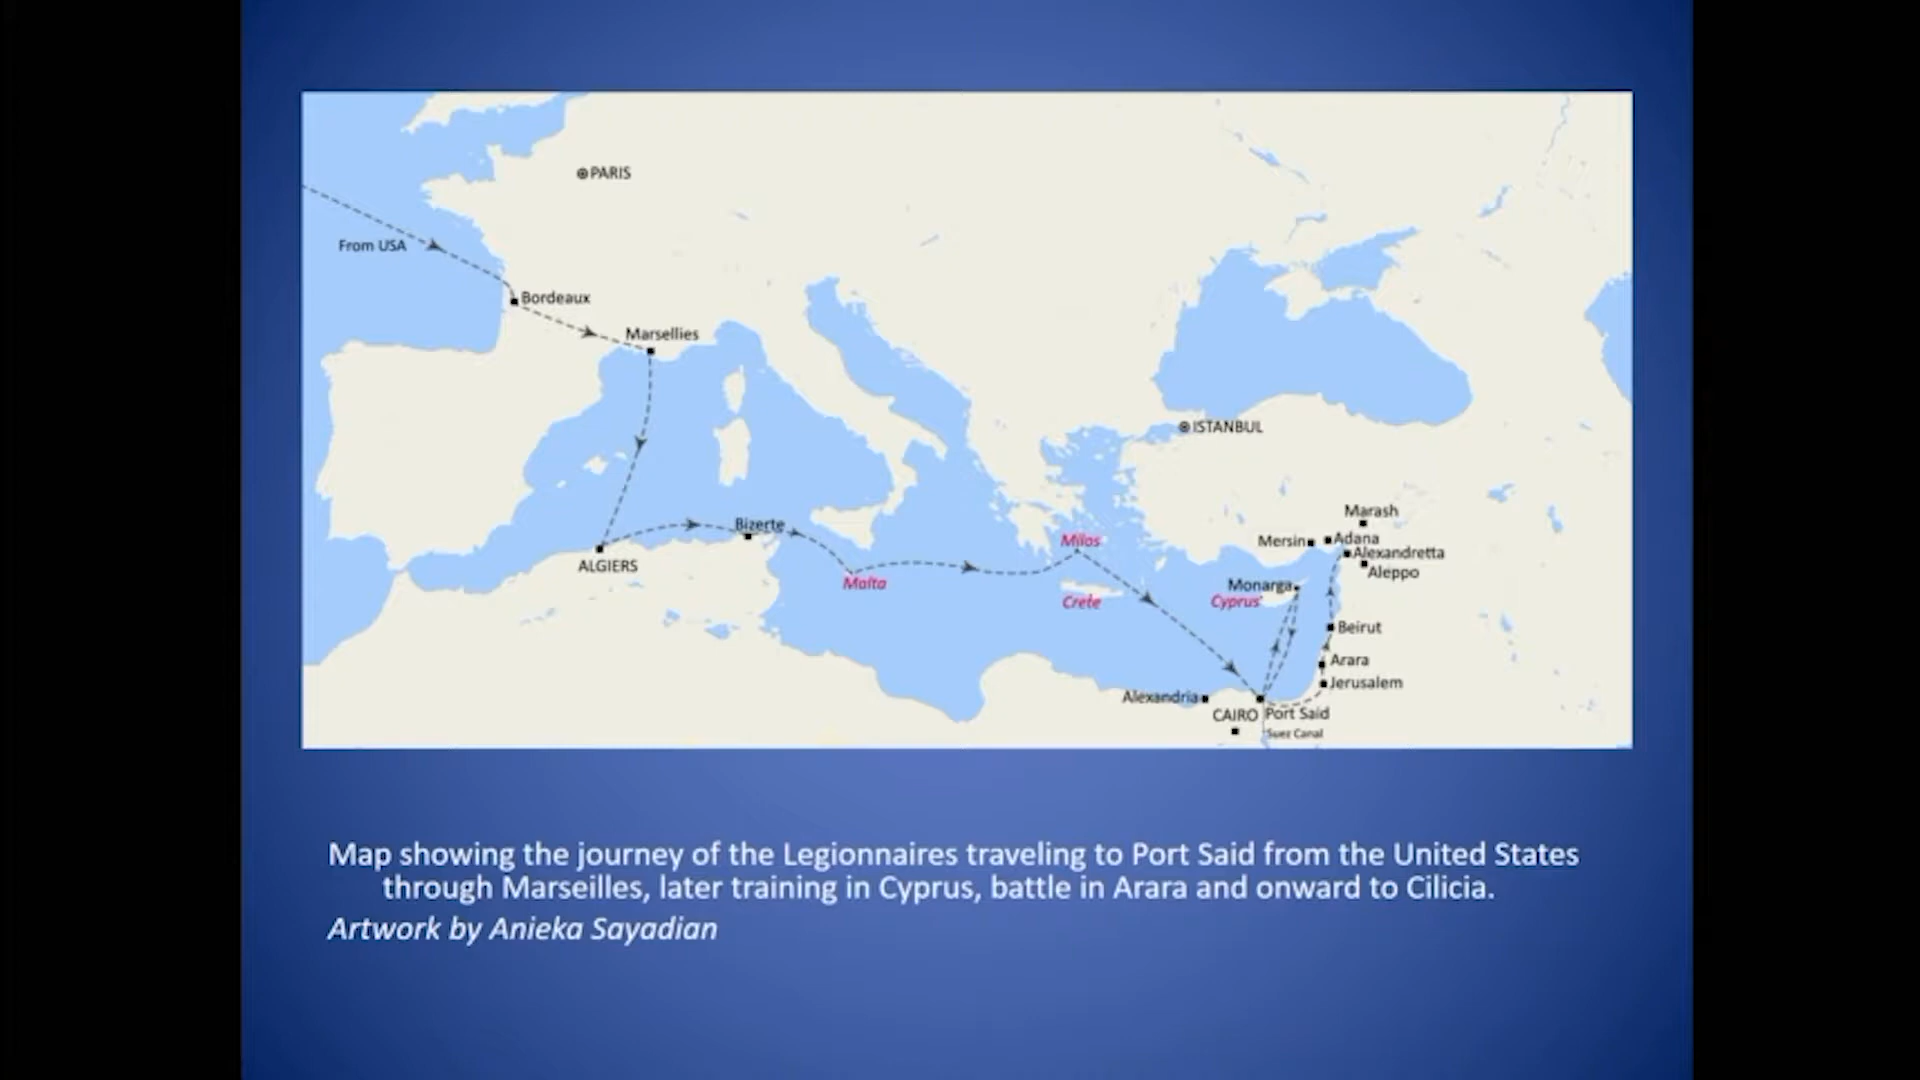 PARIS
From USA
Bordeaux
Marsellies
ISTANBUL
Marash
Bizerte
Mersin
Adana
Milos
Alexandretta
ALGIERS
Aleppo
Malta
Monarga
Crete
Cyprus
Beirut
Arara
Jerusalem
Alexandria
CAIRO
Port Said
Suez Canal
Map showing the journey of the Legionnaires traveling to Port Said from the United States
through Marseilles, later training in Cyprus, battle in Arara and onward to Cilicia.
Artwork by Anieka Sayadian